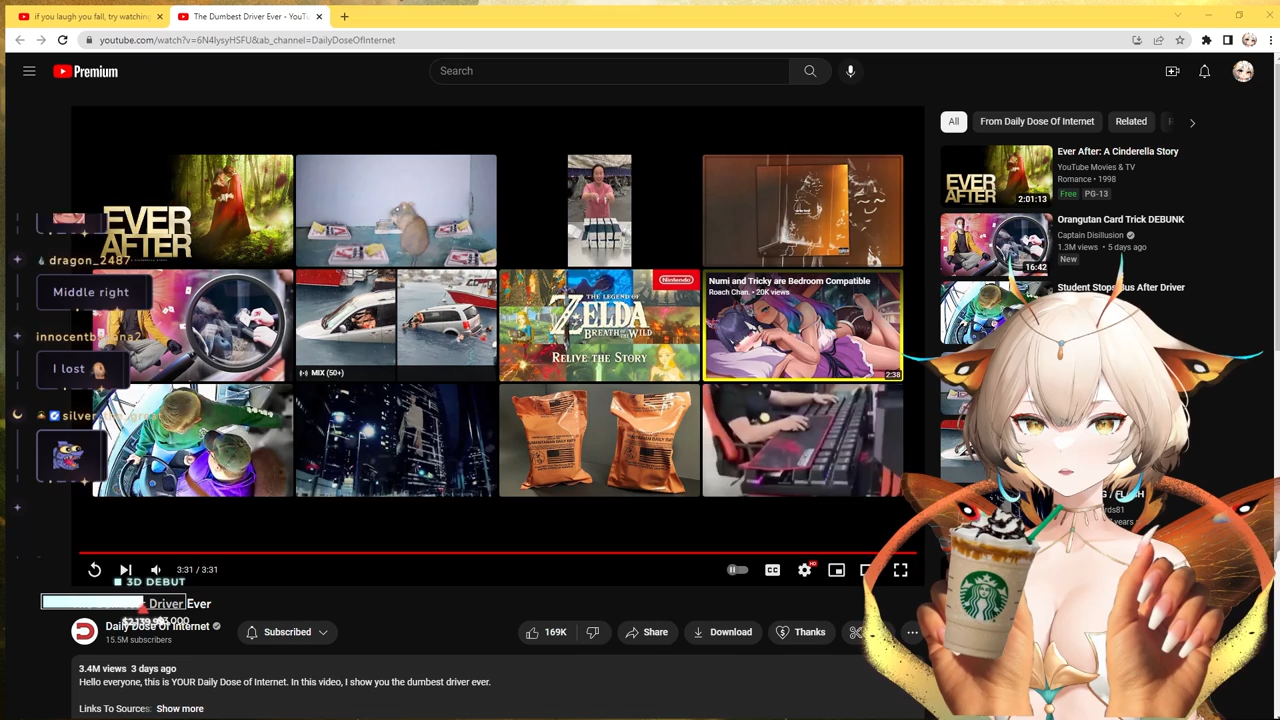 if you laugh you fall, try watching
The Dumbest Driver Ever - YouTu
youtube.com/watch?v=6N4lysyHSFU&ab_channel=DailyDoseOfInternet
Premium
Search
All
From Daily Dose Of Internet
Related
EVER
AFTER
EVER
AFTER
2:01:13
Ever After: A Cinderella Story
YouTube Movies & TV
Romance • 1998
Free
PG-13
16:42
Orangutan Card Trick DEBUNK
Captain Disillusion
1.3M views • 5 days ago
New
Student Stops Bus After Driver
dragon_2487
Middle right
I lost
MIX (50+)
Nintendo
THE LEGEND OF
ZELDA
BREATH OF THE WILD
RELIVE THE STORY
Numi and Tricky are Bedroom Compatible
Roach Chan. • 20K views
2:38
3:31 / 3:31
CC
HD
3D DEBUT
Driver Ever
Daily Dose Of Internet
15.5M subscribers
Subscribed
169K
Share
Download
Thanks
3.4M views 3 days ago
Hello everyone, this is YOUR Daily Dose of Internet. In this video, I show you the dumbest driver ever.
Links To Sources:
Show more